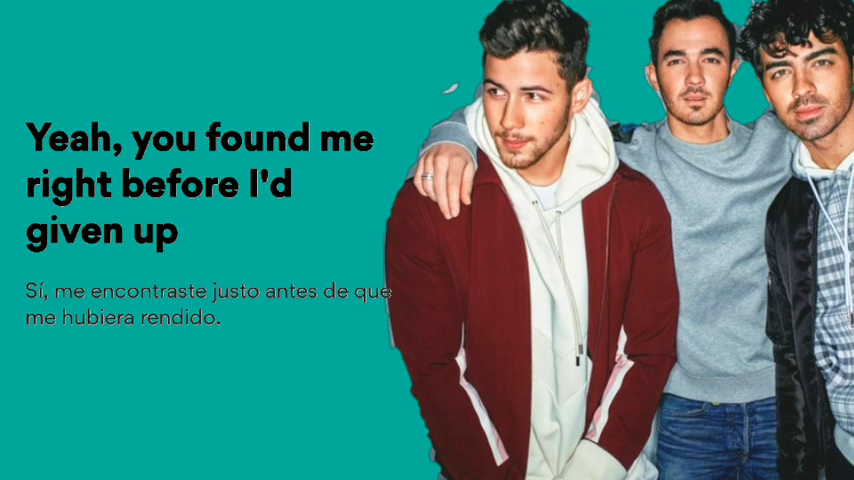 Yeah, you found me
right before I'd
given up
Sí, me encontraste justo antes de que
me hubiera rendido.